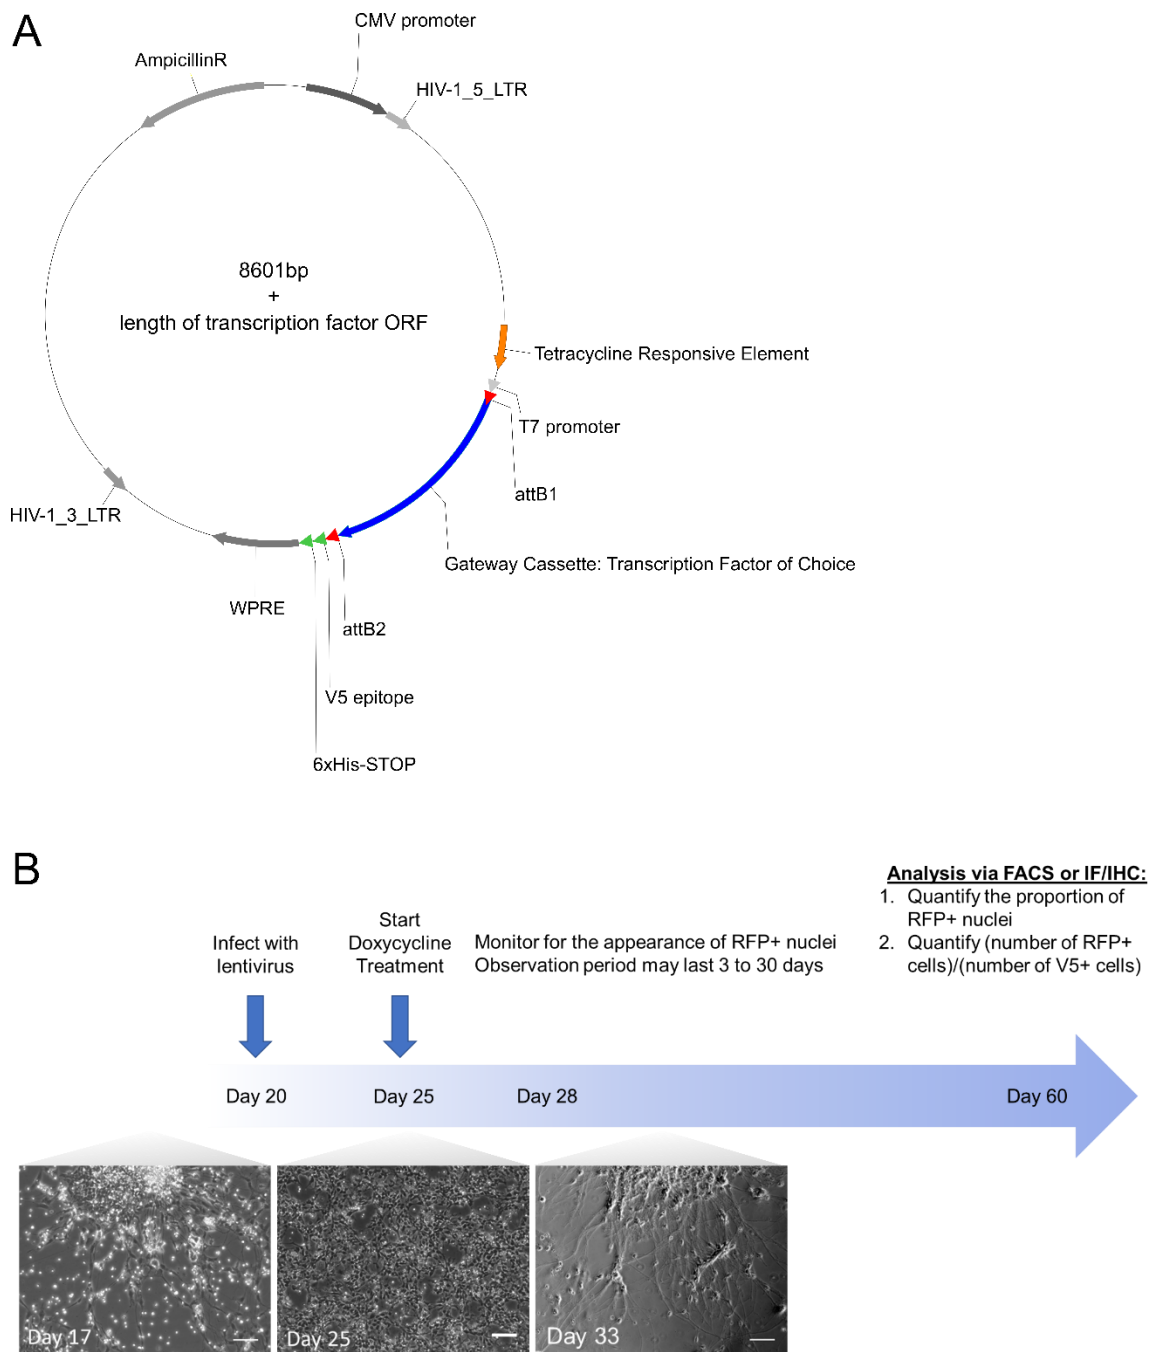 A
CMV promoter
AmpicillinR
HIV-1_5_LTR
8601bp
+
length of transcription factor ORF
Tetracycline Responsive Element
T7 promoter
attB1
HIV-1_3_LTR
Gateway Cassette: Transcription Factor of Choice
WPRE
attB2
V5 epitope
6xHis-STOP
B
Infect with
lentivirus
Start
Doxycycline
Treatment
Monitor for the appearance of RFP+ nuclei
Observation period may last 3 to 30 days
Analysis via FACS or IF/IHC:
1. Quantify the proportion of
RFP+ nuclei
2. Quantify (number of RFP+
cells)/(number of V5+ cells)
Day 20
Day 25
Day 28
Day 60
Day 17
Day 25
Day 33